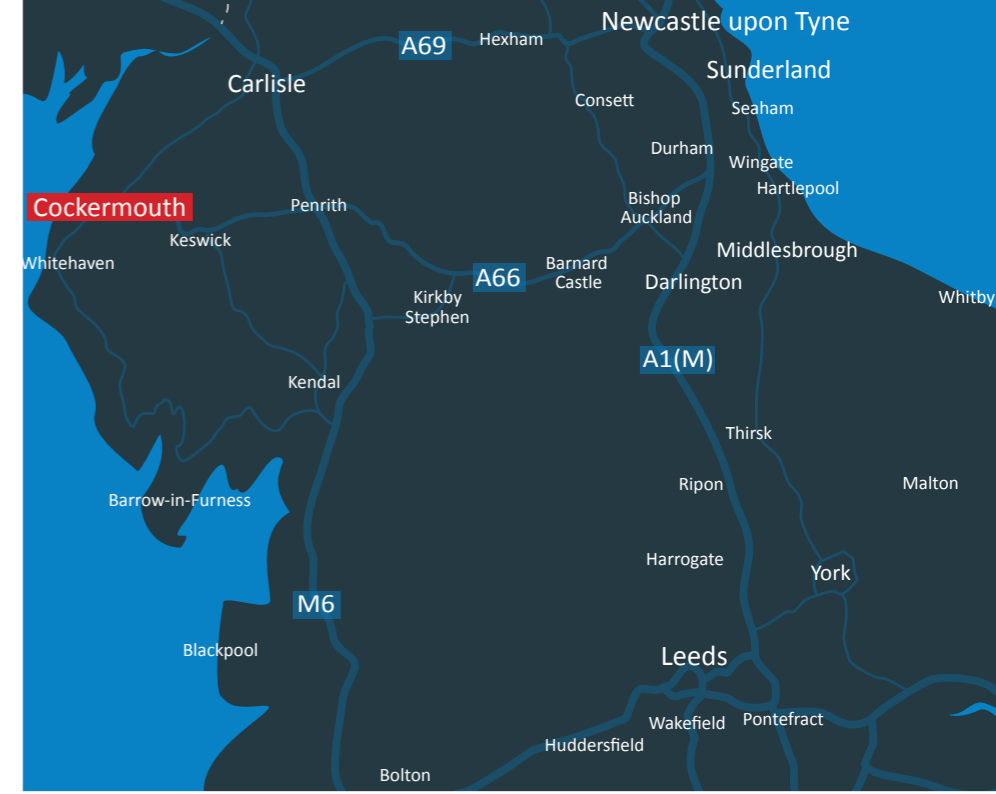 Newcastle upon Tyne
A69
Hexham
Sunderland
Carlisle
Consett
Seaham
Durham
Wingate
Hartlepool
Cockermouth
Penrith
Bishop
Auckland
Keswick
Middlesbrough
Whitehaven
A66
Barnard
Castle
Darlington
Kirkby
Stephen
Whitby
A1(M)
Kendal
Thirsk
Ripon
Malton
Barrow-in-Furness
Harrogate
York
M6
Blackpool
Leeds
Wakefield
Pontefract
Huddersfield
Bolton